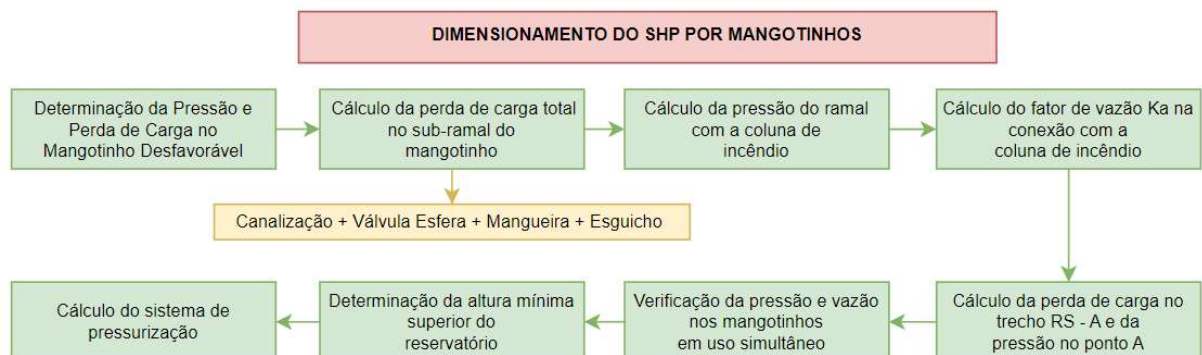 DIMENSIONAMENTO DO SHP POR MANGOTINHOS
Determinação da Pressão e
Perda de Carga no
Mangotinho Desfavorável
Cálculo da perda de carga total
no sub-ramal do
mangotinho
Cálculo da pressão do ramal
com a coluna de
incêndio
Cálculo do fator de vazão Ka na
conexão com a
coluna de incêndio
Canalização + Válvula Esfera + Mangueira + Esguicho
Cálculo da perda de carga no
trecho RS - A e da
pressão no ponto A
Verificação da pressão e vazão
nos mangotinhos
em uso simultâneo
Determinação da altura mínima
superior do
reservatório
Cálculo do sistema de
pressurização